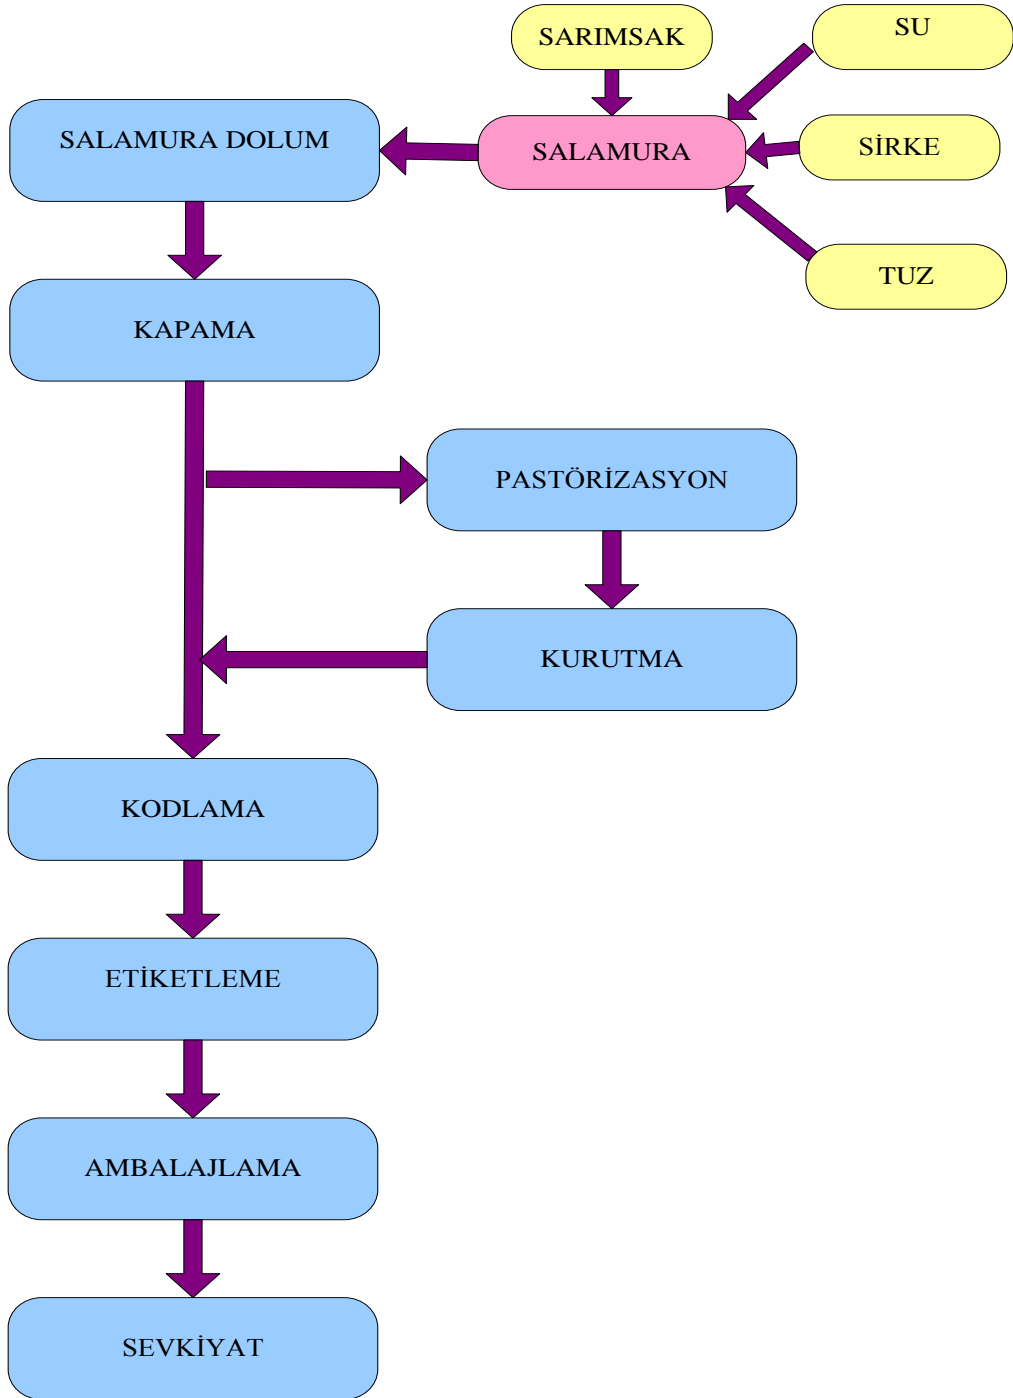 SARIMSAK
SU
SALAMURA DOLUM
SALAMURA
SİRKE
TUZ
KAPAMA
PASTÖRİZASYON
KURUTMA
KODLAMA
ETİKETLEME
AMBALAJLAMA
SEVKİYAT